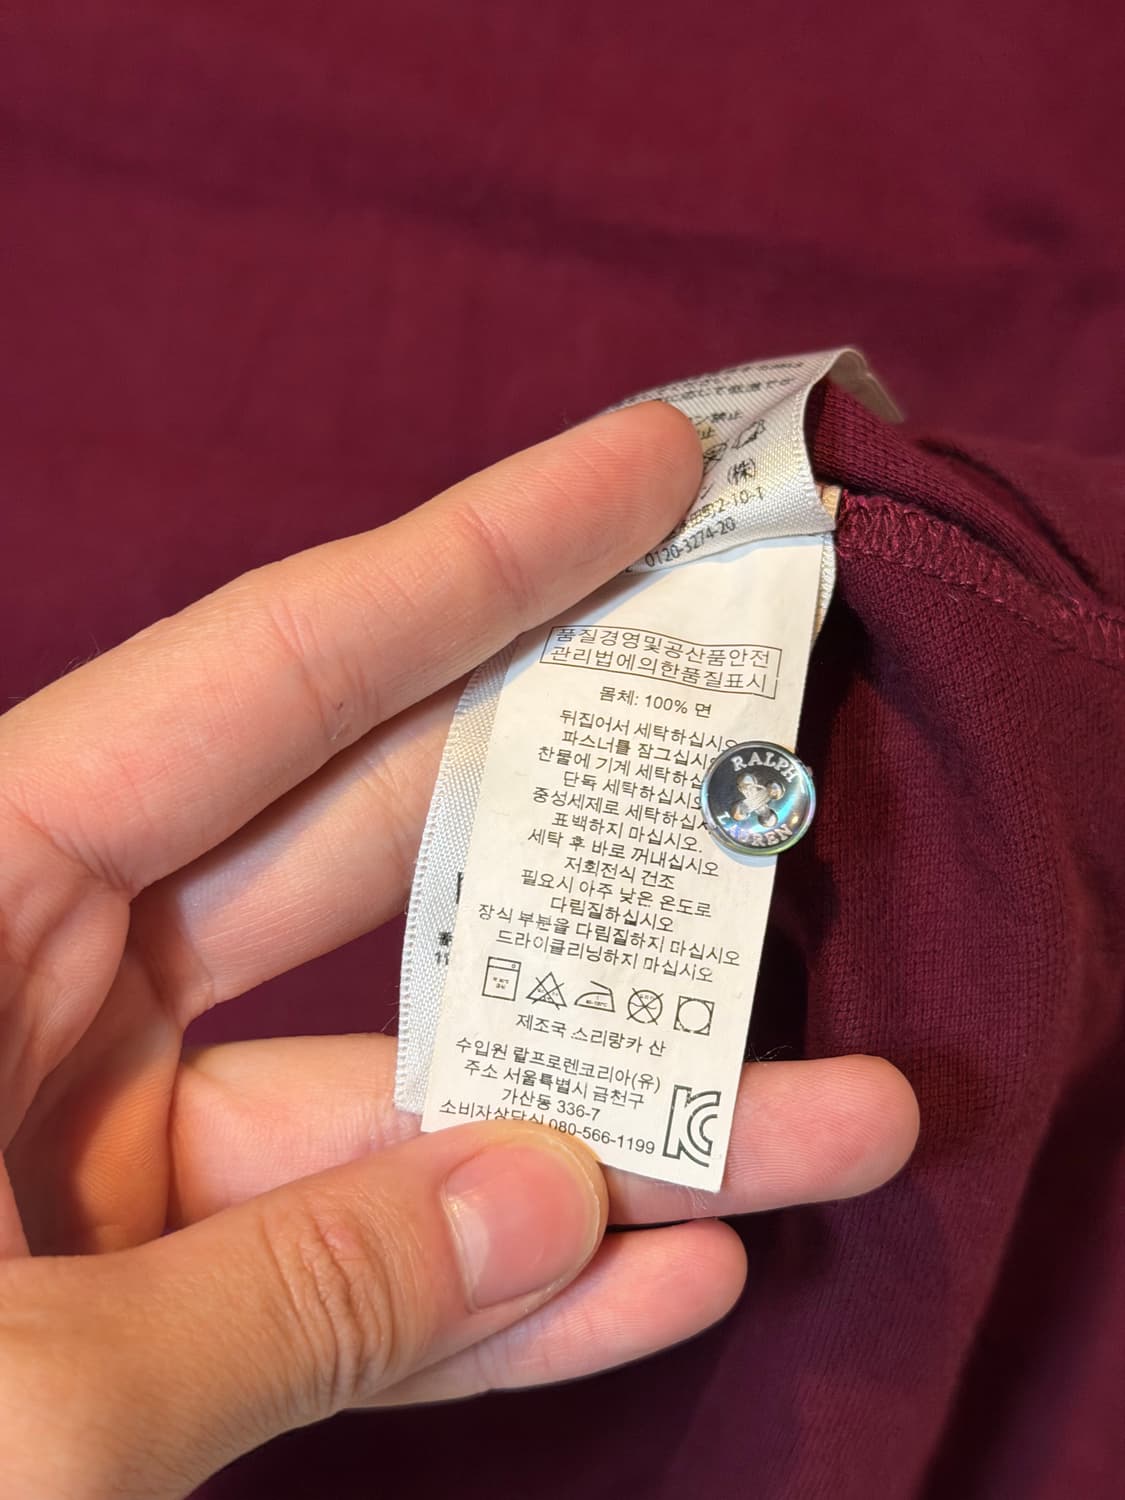 (株)
2-10-1
0120-3274-20
품질경영및공산품안전
관리법에의한품질표시
몸체: 100% 면
뒤집어서 세탁하십시오
파스너를 잠그십시오
찬물에 기계 세탁하십
단독 세탁하십시오
중성세제로 세탁하십시
표백하지 마십시오.
세탁 후 바로 꺼내십시오
저회전식 건조
필요시 아주 낮은 온도로
다림질하십시오
장식 부분을 다림질하지 마십시오
드라이클리닝하지 마십시오
제조국 스리랑카 산
수입원 랄프로렌코리아(유)
주소 서울특별시 금천구
가산동 336-7
소비자상담실 080-566-1199
RALPH
LAUREN